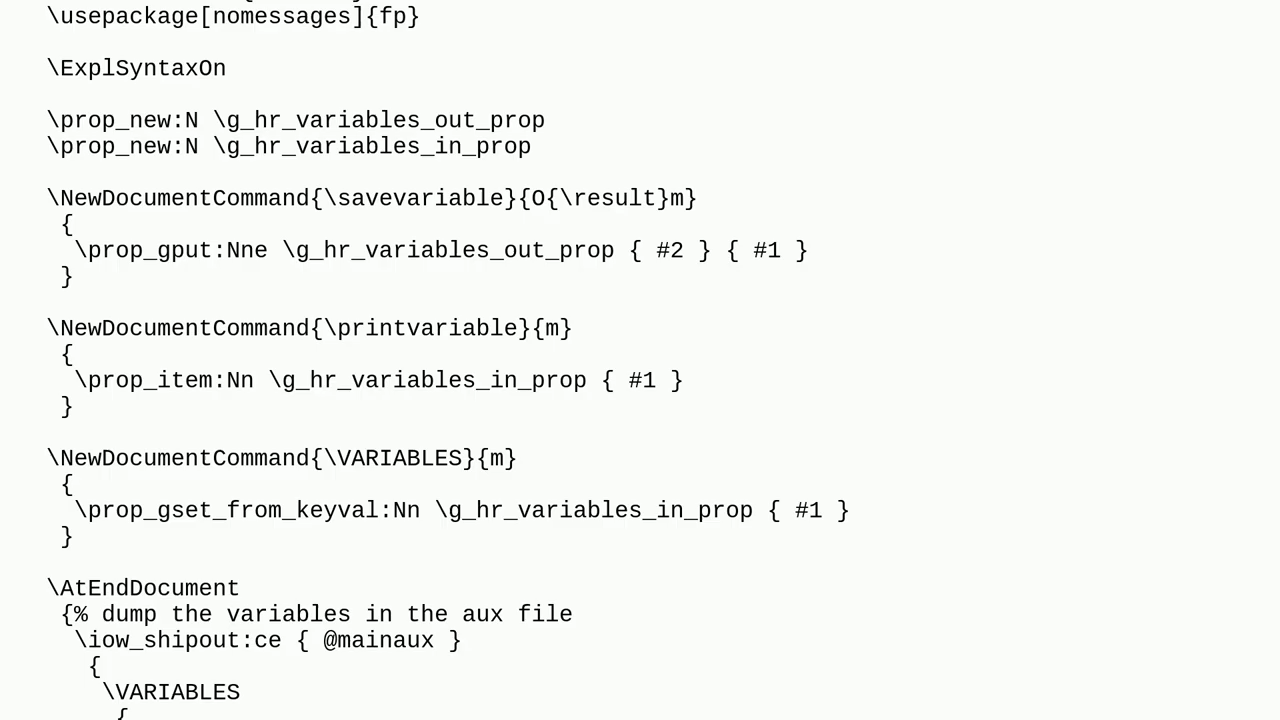 \usepackage[nomessages]{fp}
\ExplSyntaxOn
\prop_new:N \g_hr_variables_out_prop
\prop_new:N \g_hr_variables_in_prop
\NewDocumentCommand{\savevariable}{O{\result}m}
{
\prop_gput:Nne \g_hr_variables_out_prop { #2 } { #1 }
}
\NewDocumentCommand{\printvariable}{m}
{
\prop_item:Nn \g_hr_variables_in_prop { #1 }
}
\NewDocumentCommand{\VARIABLES}{m}
{
\prop_gset_from_keyval:Nn \g_hr_variables_in_prop { #1 }
}
\AtEndDocument
{% dump the variables in the aux file
\iow_shipout:ce { @mainaux }
{
\VARIABLES
{